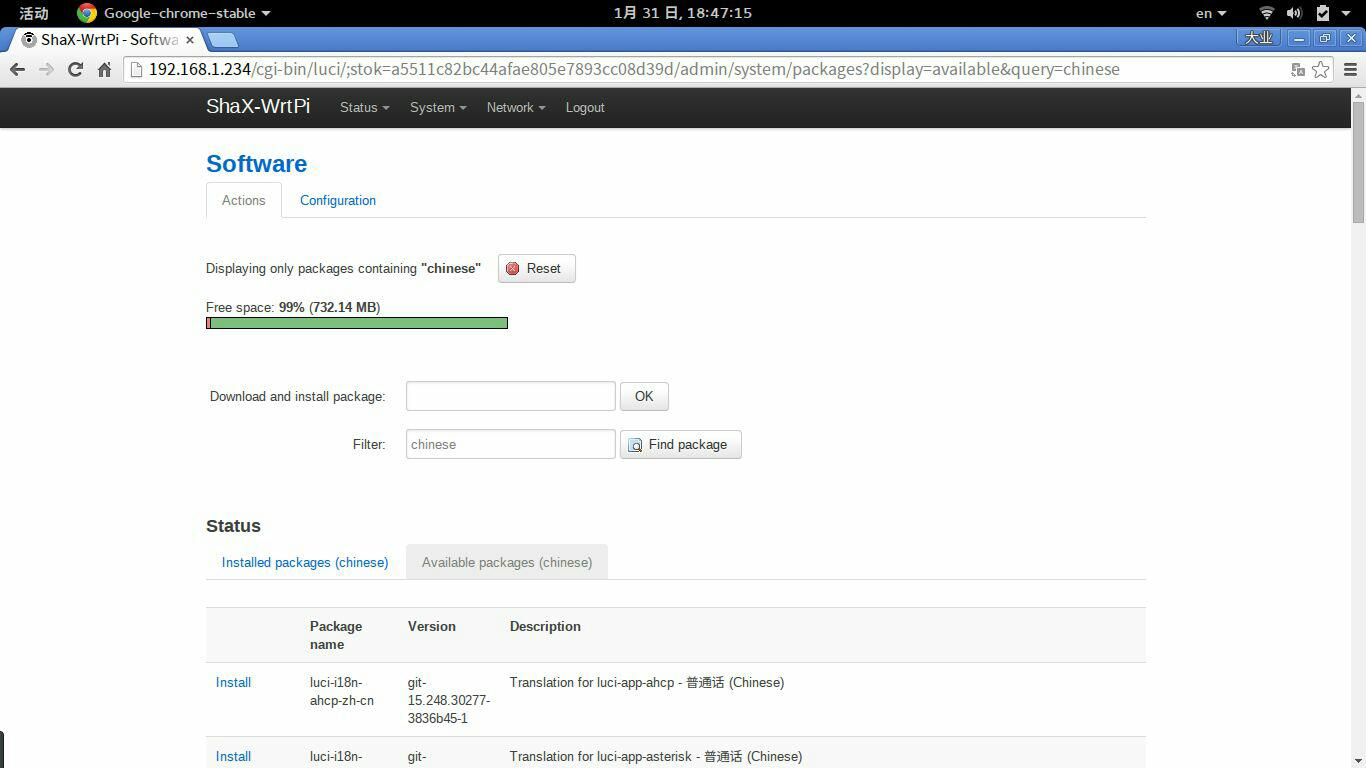 活动 Google-chrome-stable 1月 31 日, 18:47:15 en
ShaX-WrtPi - Softwa 大业
192.168.1.234/cgi-bin/luci/;stok=a5511c82bc44afae805e7893cc08d39d/admin/system/packages?display=available&query=chinese
ShaX-WrtPi Status System Network Logout
Software
Actions Configuration
Displaying only packages containing "chinese" Reset
Free space: 99% (732.14 MB)
Download and install package: OK
Filter: chinese Find package
Status
Installed packages (chinese) Available packages (chinese)
Package name Version Description
Install luci-i18n-ahcp-zh-cn git-15.248.30277-3836b45-1 Translation for luci-app-ahcp - 普通话 (Chinese)
Install luci-i18n- git- Translation for luci-app-asterisk - 普通话 (Chinese)